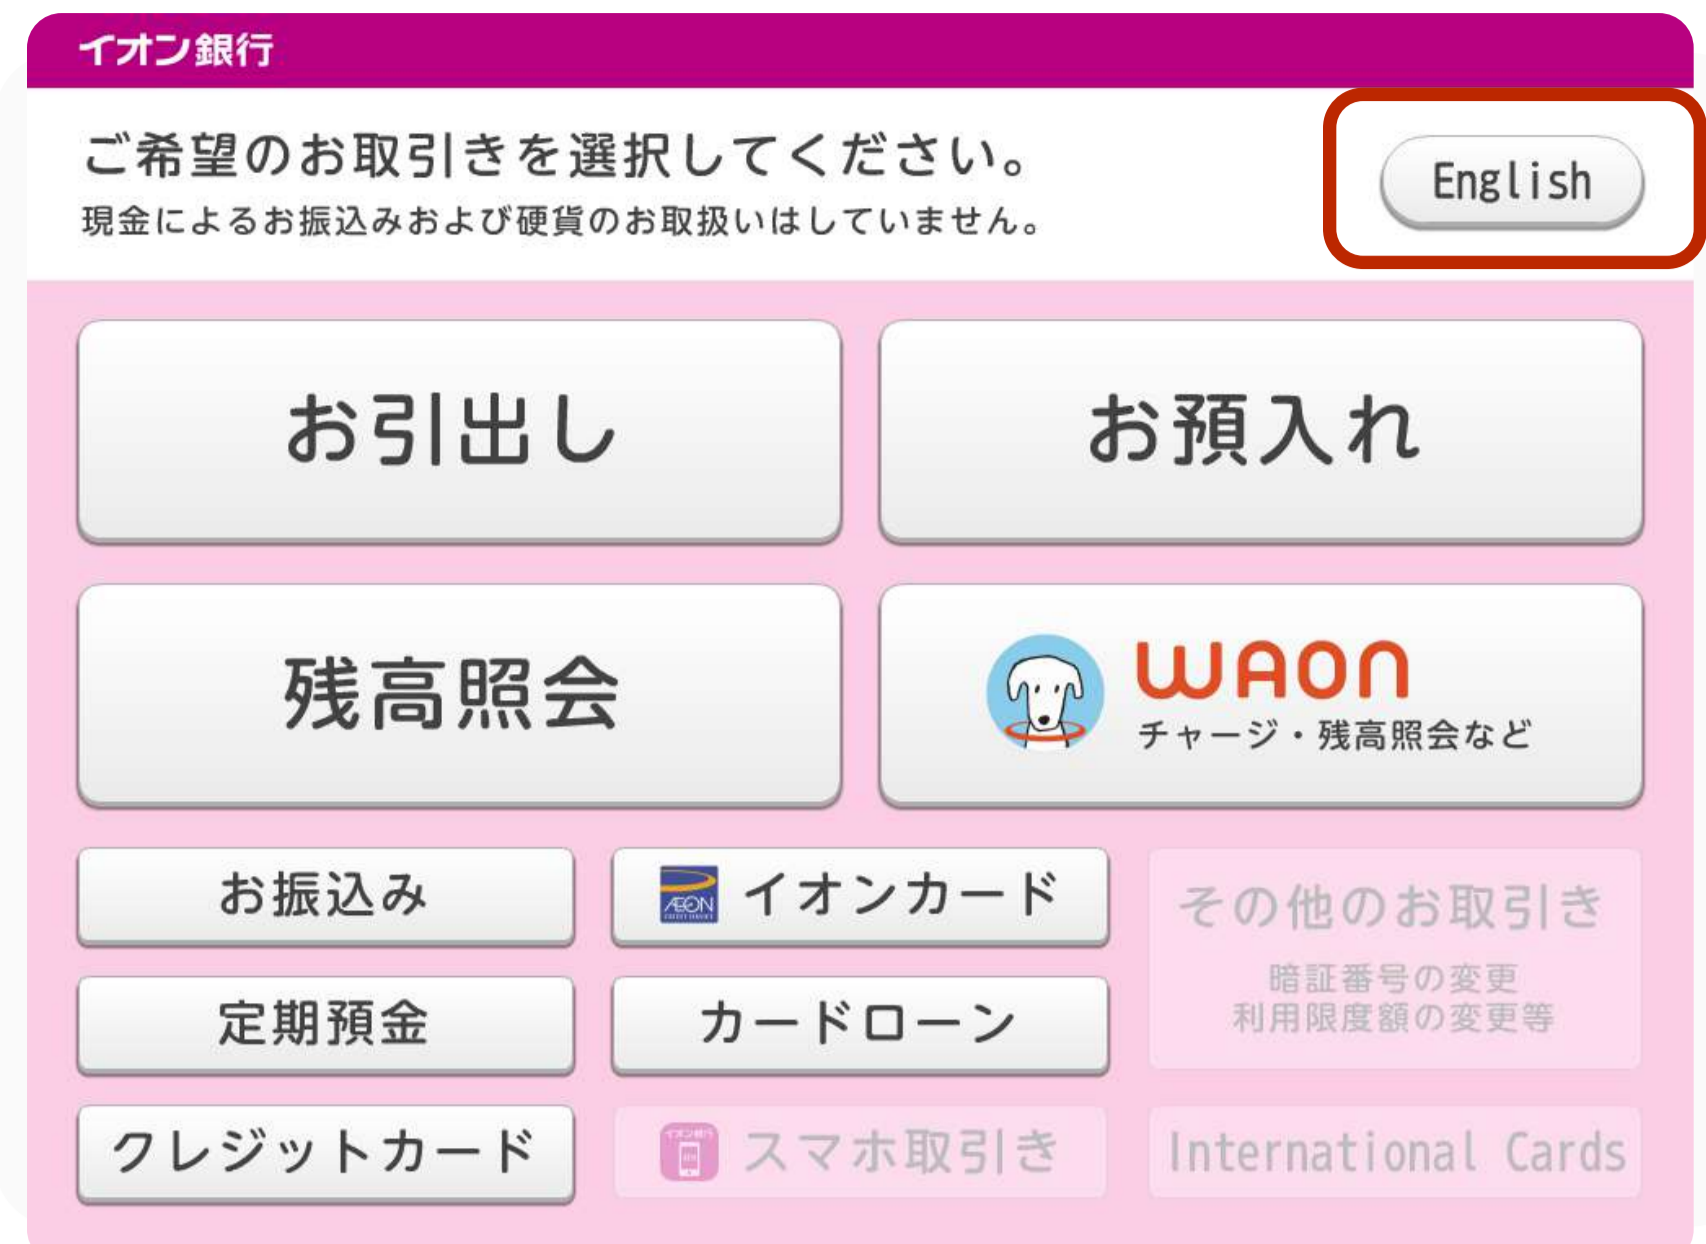 イオン銀行
ご希望のお取引きを選択してください。
現金によるお振込みおよび硬貨のお取扱いはしていません。
English
お引出し
お預入れ
残高照会
WAON
チャージ・残高照会など
お振込み
AEON
イオンカード
その他のお取引き
暗証番号の変更
利用限度額の変更等
定期預金
カードローン
クレジットカード
スマホ取引き
International Cards